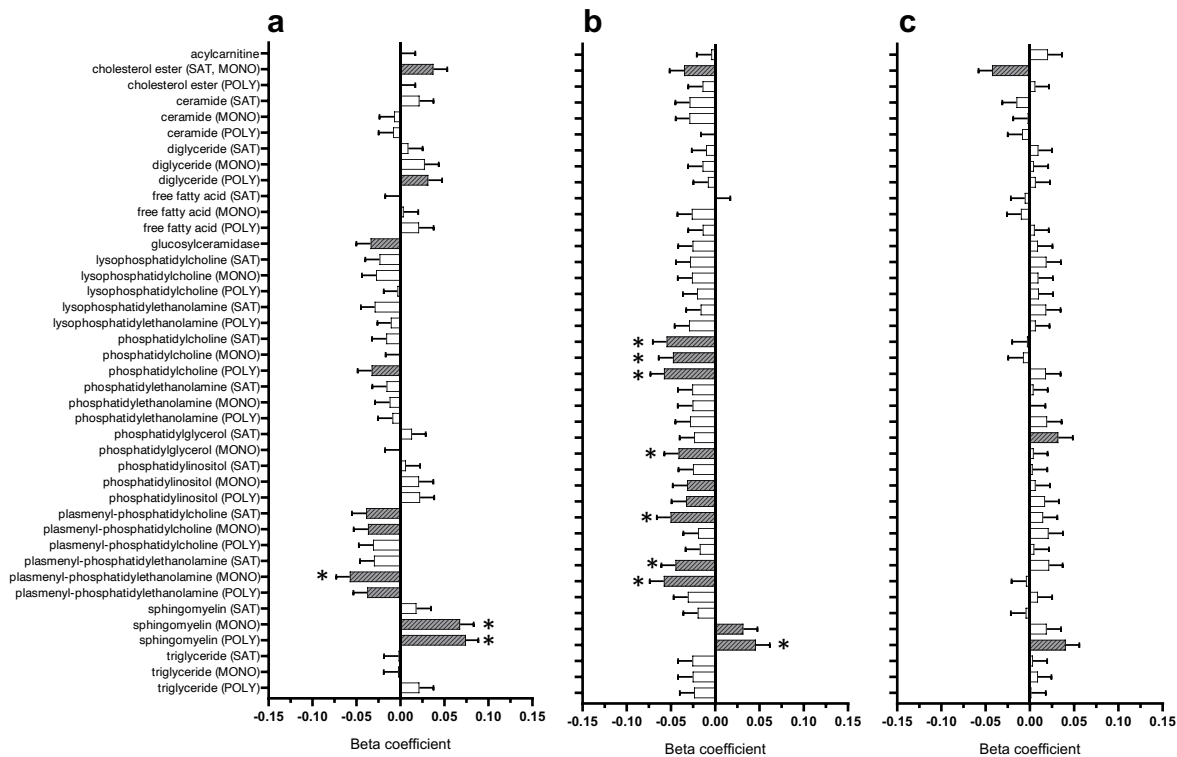 a b c
acylcarnitine
cholesterol ester (SAT, MONO)
cholesterol ester (POLY)
ceramide (SAT)
ceramide (MONO)
ceramide (POLY)
diglyceride (SAT)
diglyceride (MONO)
diglyceride (POLY)
free fatty acid (SAT)
free fatty acid (MONO)
free fatty acid (POLY)
glucosylceramidase
lysophosphatidylcholine (SAT)
lysophosphatidylcholine (MONO)
lysophosphatidylcholine (POLY)
lysophosphatidylethanolamine (SAT)
lysophosphatidylethanolamine (POLY)
phosphatidylcholine (SAT)
*
phosphatidylcholine (MONO)
*
phosphatidylcholine (POLY)
*
phosphatidylethanolamine (SAT)
phosphatidylethanolamine (MONO)
phosphatidylethanolamine (POLY)
phosphatidylglycerol (SAT)
phosphatidylglycerol (MONO)
*
phosphatidylinositol (SAT)
phosphatidylinositol (MONO)
phosphatidylinositol (POLY)
plasmenyl-phosphatidylcholine (SAT)
*
plasmenyl-phosphatidylcholine (MONO)
plasmenyl-phosphatidylcholine (POLY)
plasmenyl-phosphatidylethanolamine (SAT)
*
plasmenyl-phosphatidylethanolamine (MONO)
* *
plasmenyl-phosphatidylethanolamine (POLY)
sphingomyelin (SAT)
sphingomyelin (MONO)
*
sphingomyelin (POLY)
* *
triglyceride (SAT)
triglyceride (MONO)
triglyceride (POLY)
-0.15 -0.10 -0.05 0.00 0.05 0.10 0.15
-0.15 -0.10 -0.05 0.00 0.05 0.10 0.15
-0.15 -0.10 -0.05 0.00 0.05 0.10 0.15
Beta coefficient
Beta coefficient
Beta coefficient